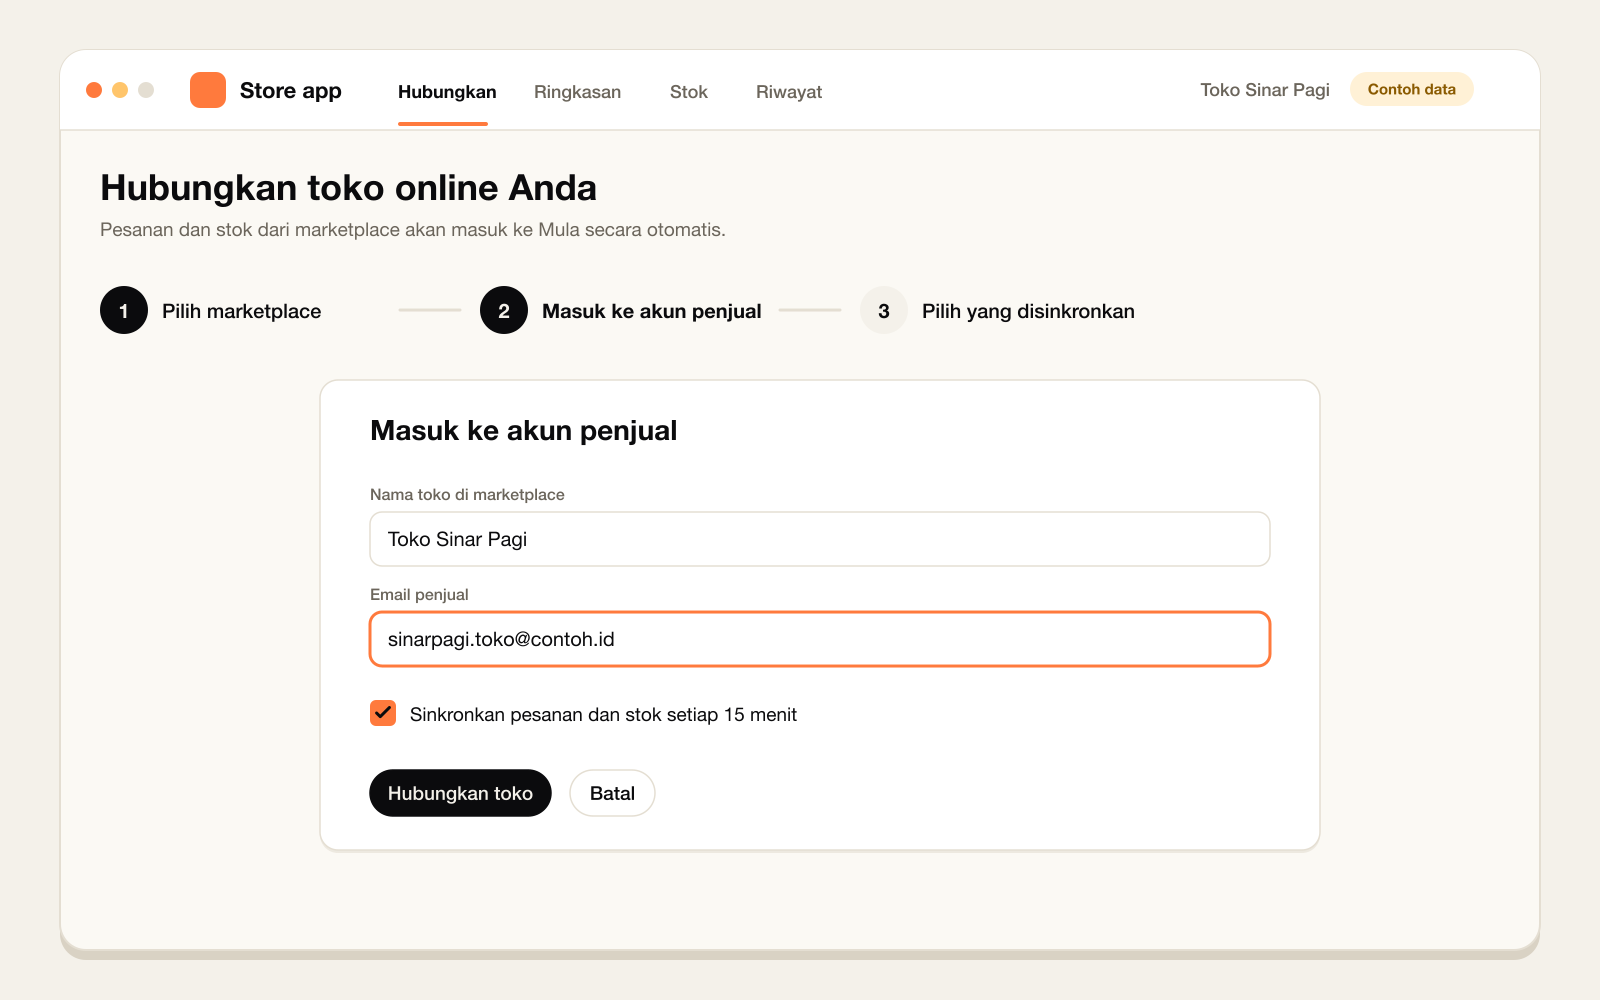 Store app
Hubungkan
Ringkasan
Stok
Riwayat
Toko Sinar Pagi
Contoh data
Hubungkan toko online Anda
Pesanan dan stok dari marketplace akan masuk ke Mula secara otomatis.
1 Pilih marketplace
2 Masuk ke akun penjual
3 Pilih yang disinkronkan
Masuk ke akun penjual
Nama toko di marketplace
Toko Sinar Pagi
Email penjual
sinarpagi.toko@contoh.id
Sinkronkan pesanan dan stok setiap 15 menit
Hubungkan toko
Batal